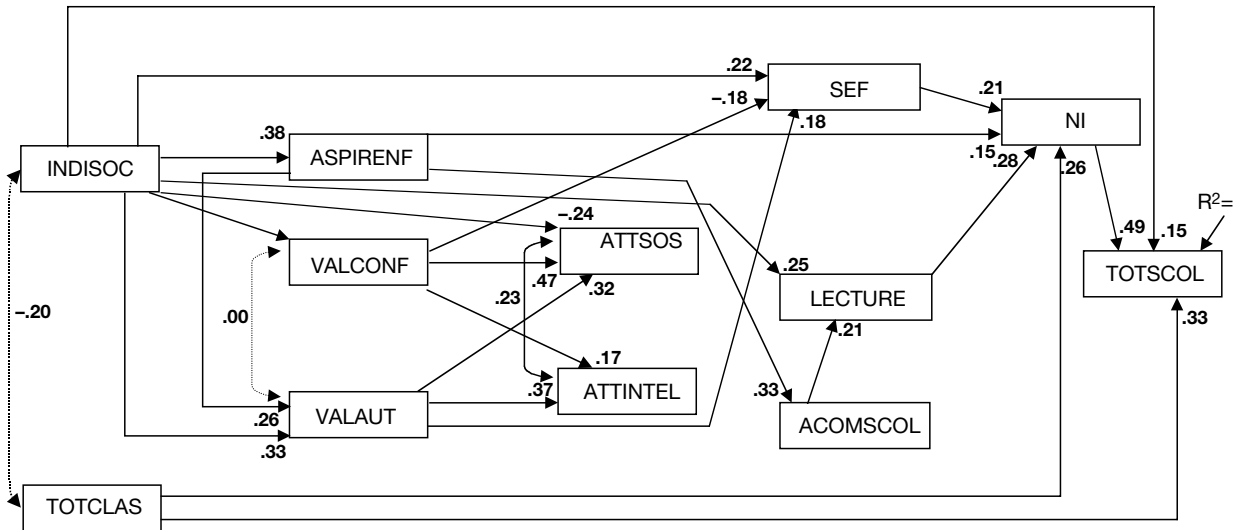 .22
SEF
–.18
.21
.18
NI
.38
ASPIRENF
.15
.28
.26
INDISOC
R²=
–.24
ATTSOS
.49
.15
VALCONF
.25
TOTSCOL
.47
.32
LECTURE
.23
–.20
.00
.33
.21
.17
.37
ATTINTEL
.33
VALAUT
ACOMSCOL
.26
.33
TOTCLAS